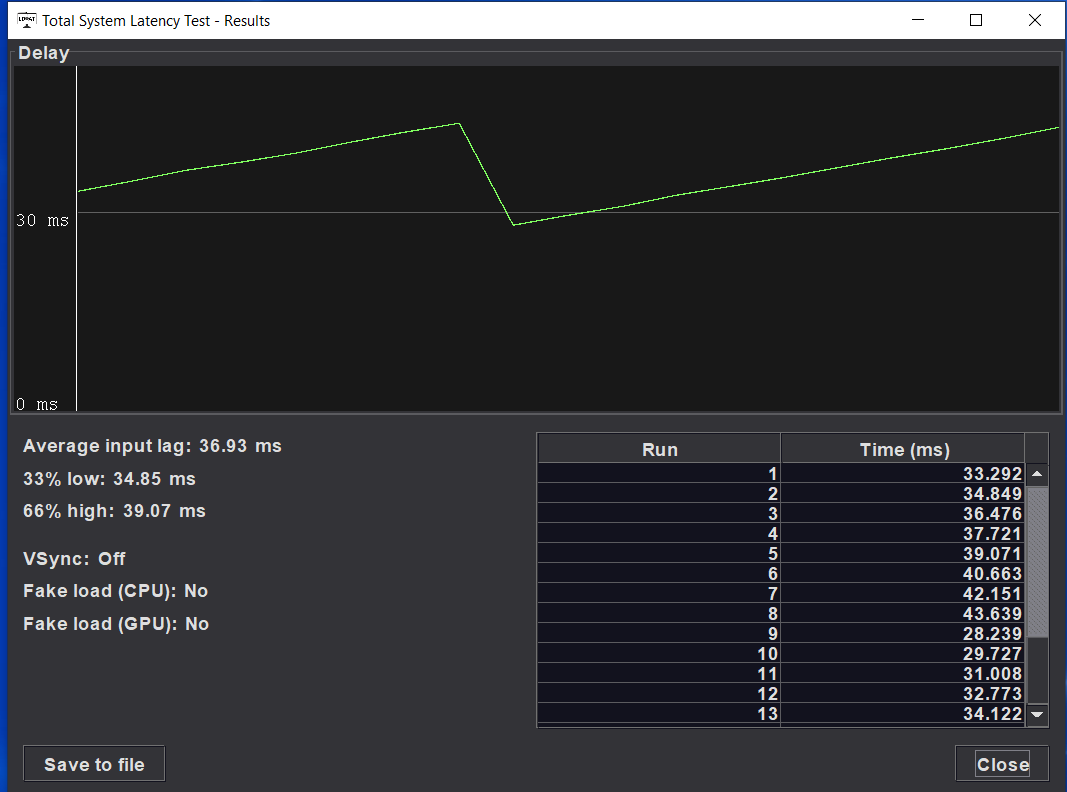 LDPAT Total System Latency Test - Results
Delay
30 ms
0 ms
Average input lag: 36.93 ms
33% low: 34.85 ms
66% high: 39.07 ms
VSync: Off
Fake load (CPU): No
Fake load (GPU): No
Run Time (ms)
1 33.292
2 34.849
3 36.476
4 37.721
5 39.071
6 40.663
7 42.151
8 43.639
9 28.239
10 29.727
11 31.008
12 32.773
13 34.122
Save to file
Close